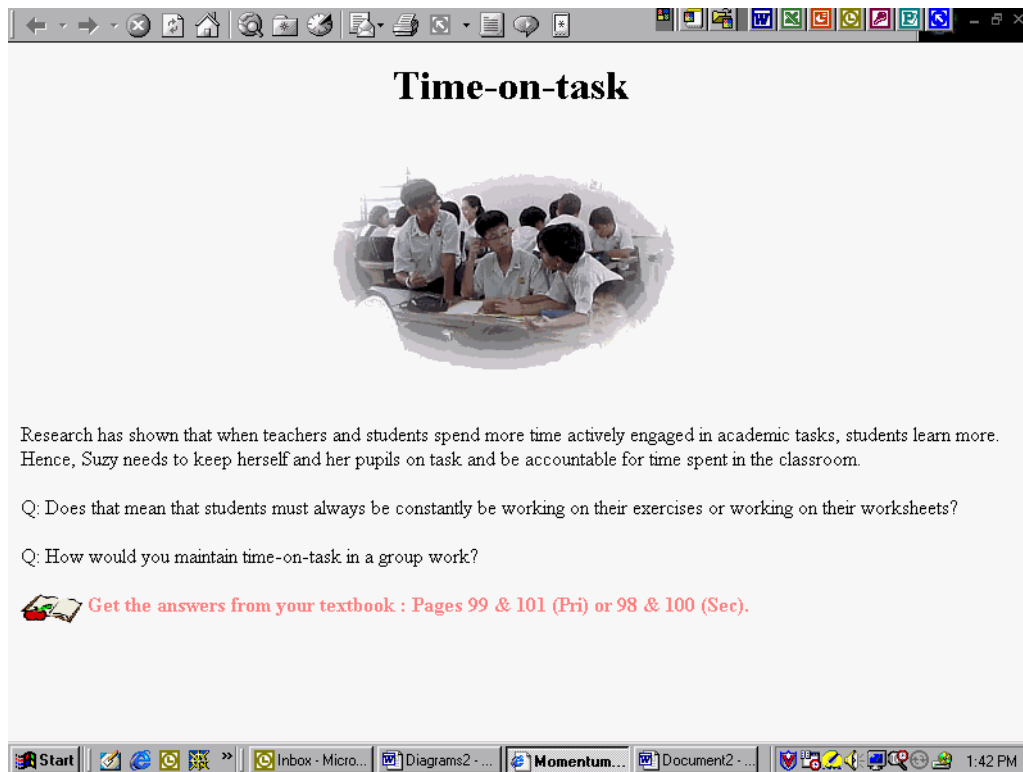 Time-on-task
Research has shown that when teachers and students spend more time actively engaged in academic tasks, students learn more.
Hence, Suzy needs to keep herself and her pupils on task and be accountable for time spent in the classroom.
Q: Does that mean that students must always be constantly be working on their exercises or working on their worksheets?
Q: How would you maintain time-on-task in a group work?
Get the answers from your textbook : Pages 99 & 101 (Pri) or 98 & 100 (Sec).
Start » Inbox - Micro... Diagrams2 - ... Momentum... Document2 - ... 1:42 PM